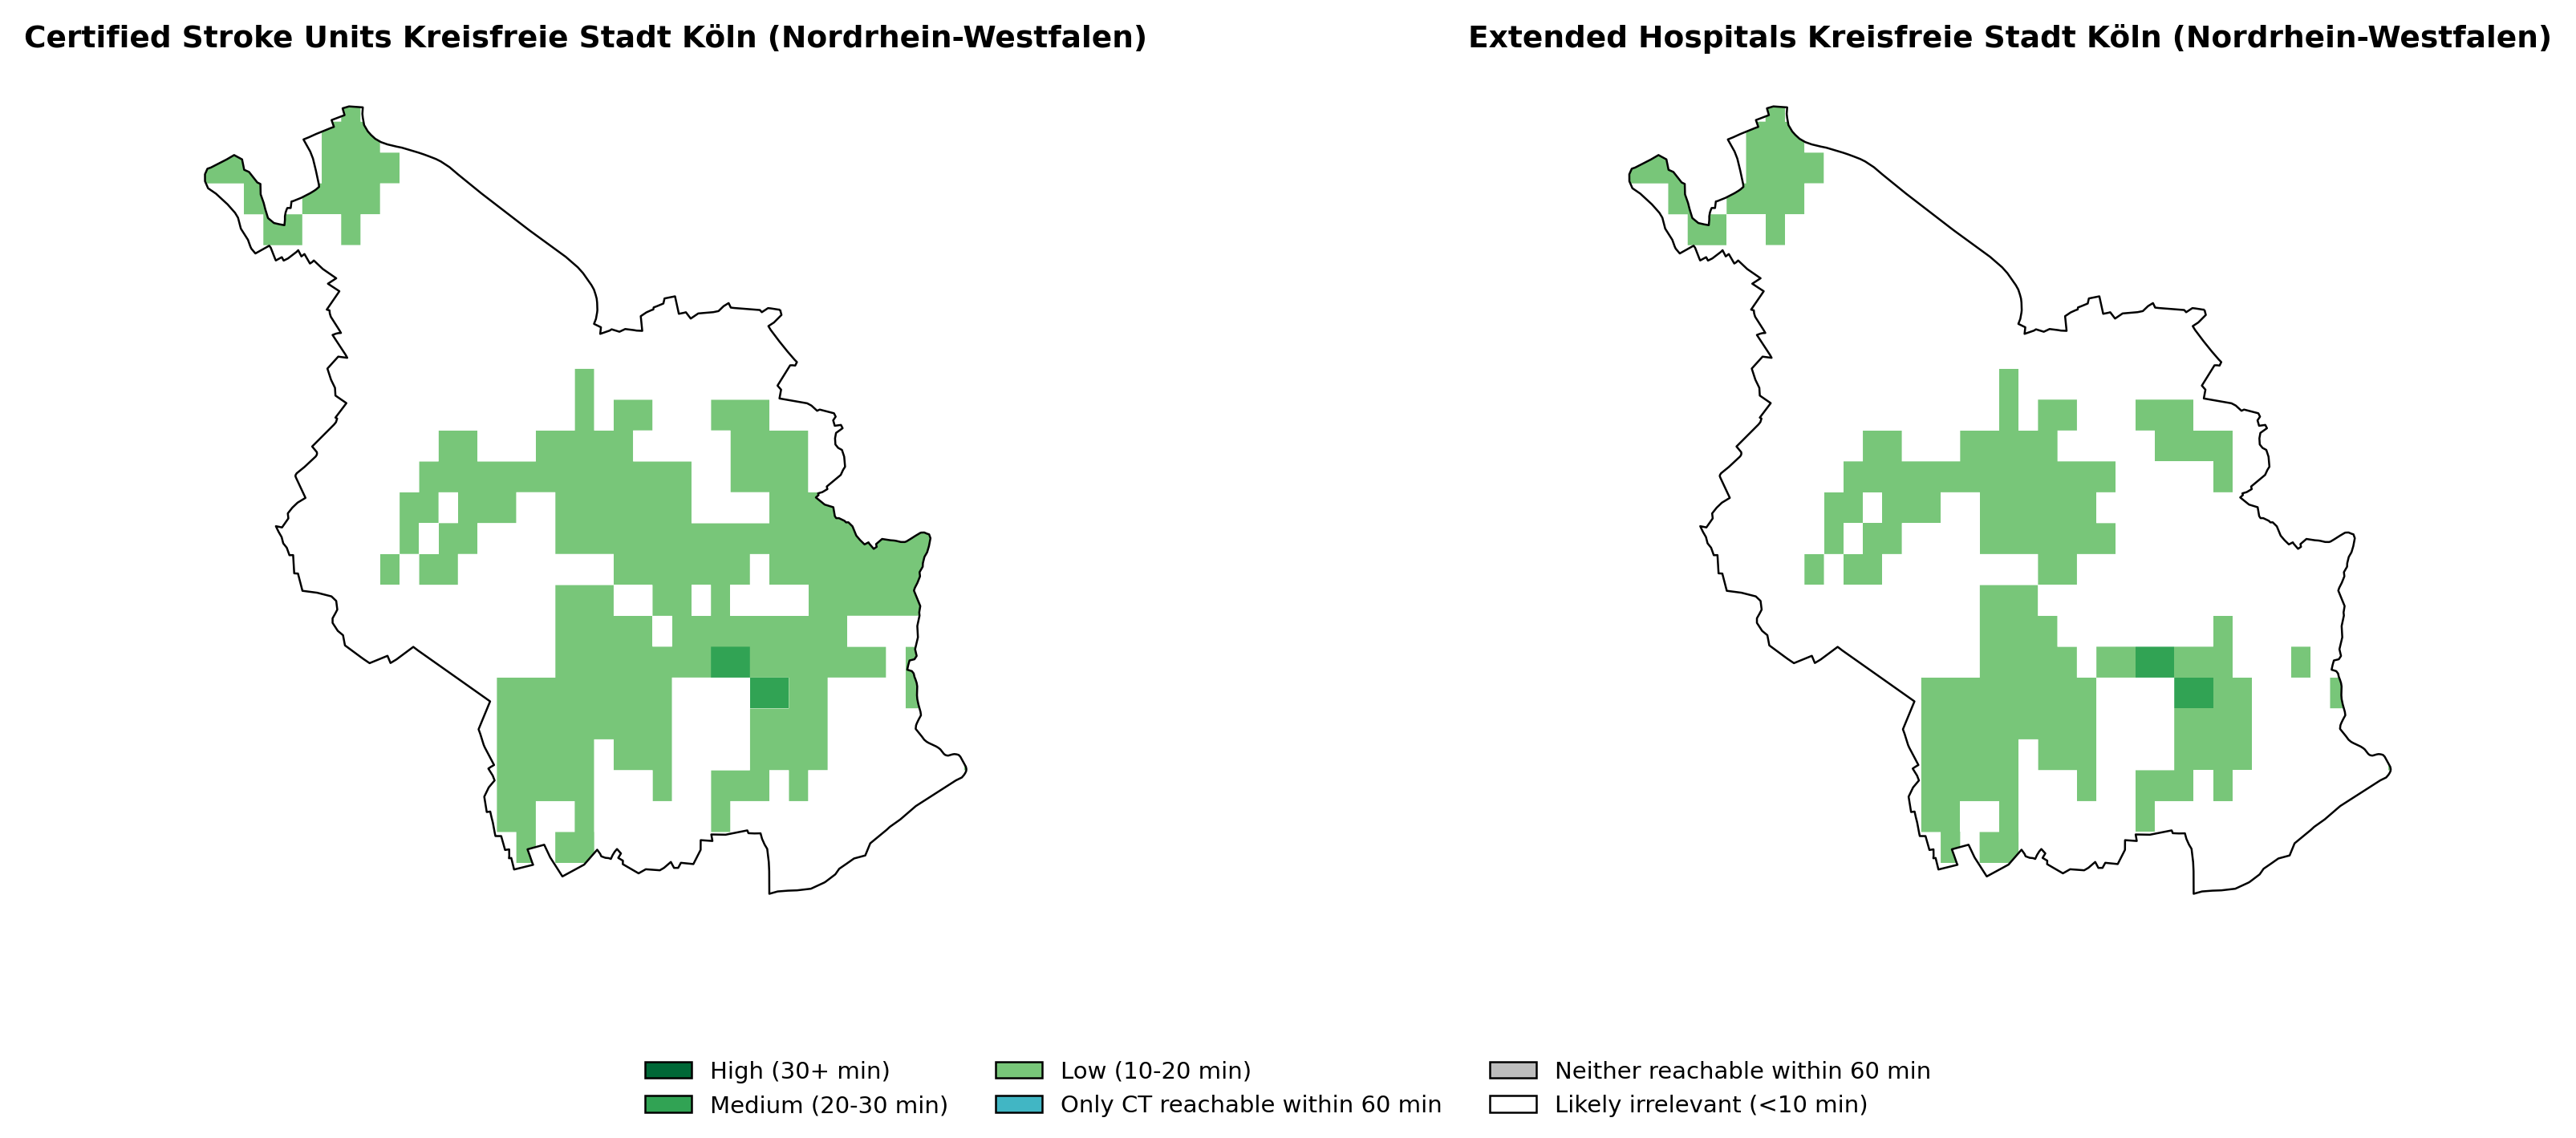 Certified Stroke Units Kreisfreie Stadt Köln (Nordrhein-Westfalen)
Extended Hospitals Kreisfreie Stadt Köln (Nordrhein-Westfalen)
High (30+ min)
Medium (20-30 min)
Low (10-20 min)
Only CT reachable within 60 min
Neither reachable within 60 min
Likely irrelevant (<10 min)